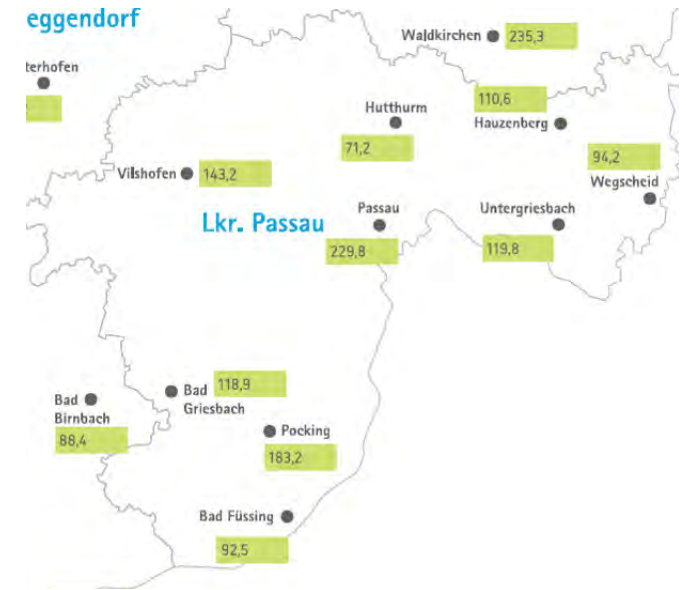 eggendorf
Waldkirchen 235,3
terhofen
110,6
Hutthurm
Hauzenberg
71,2
94,2
Vilshofen 143,2
Wegscheid
Lkr. Passau
Passau
Untergriesbach
229,8
119,8
118,9
Bad
Griesbach
Bad
Birnbach
88,4
Pocking
183,2
Bad Füssing
92,5